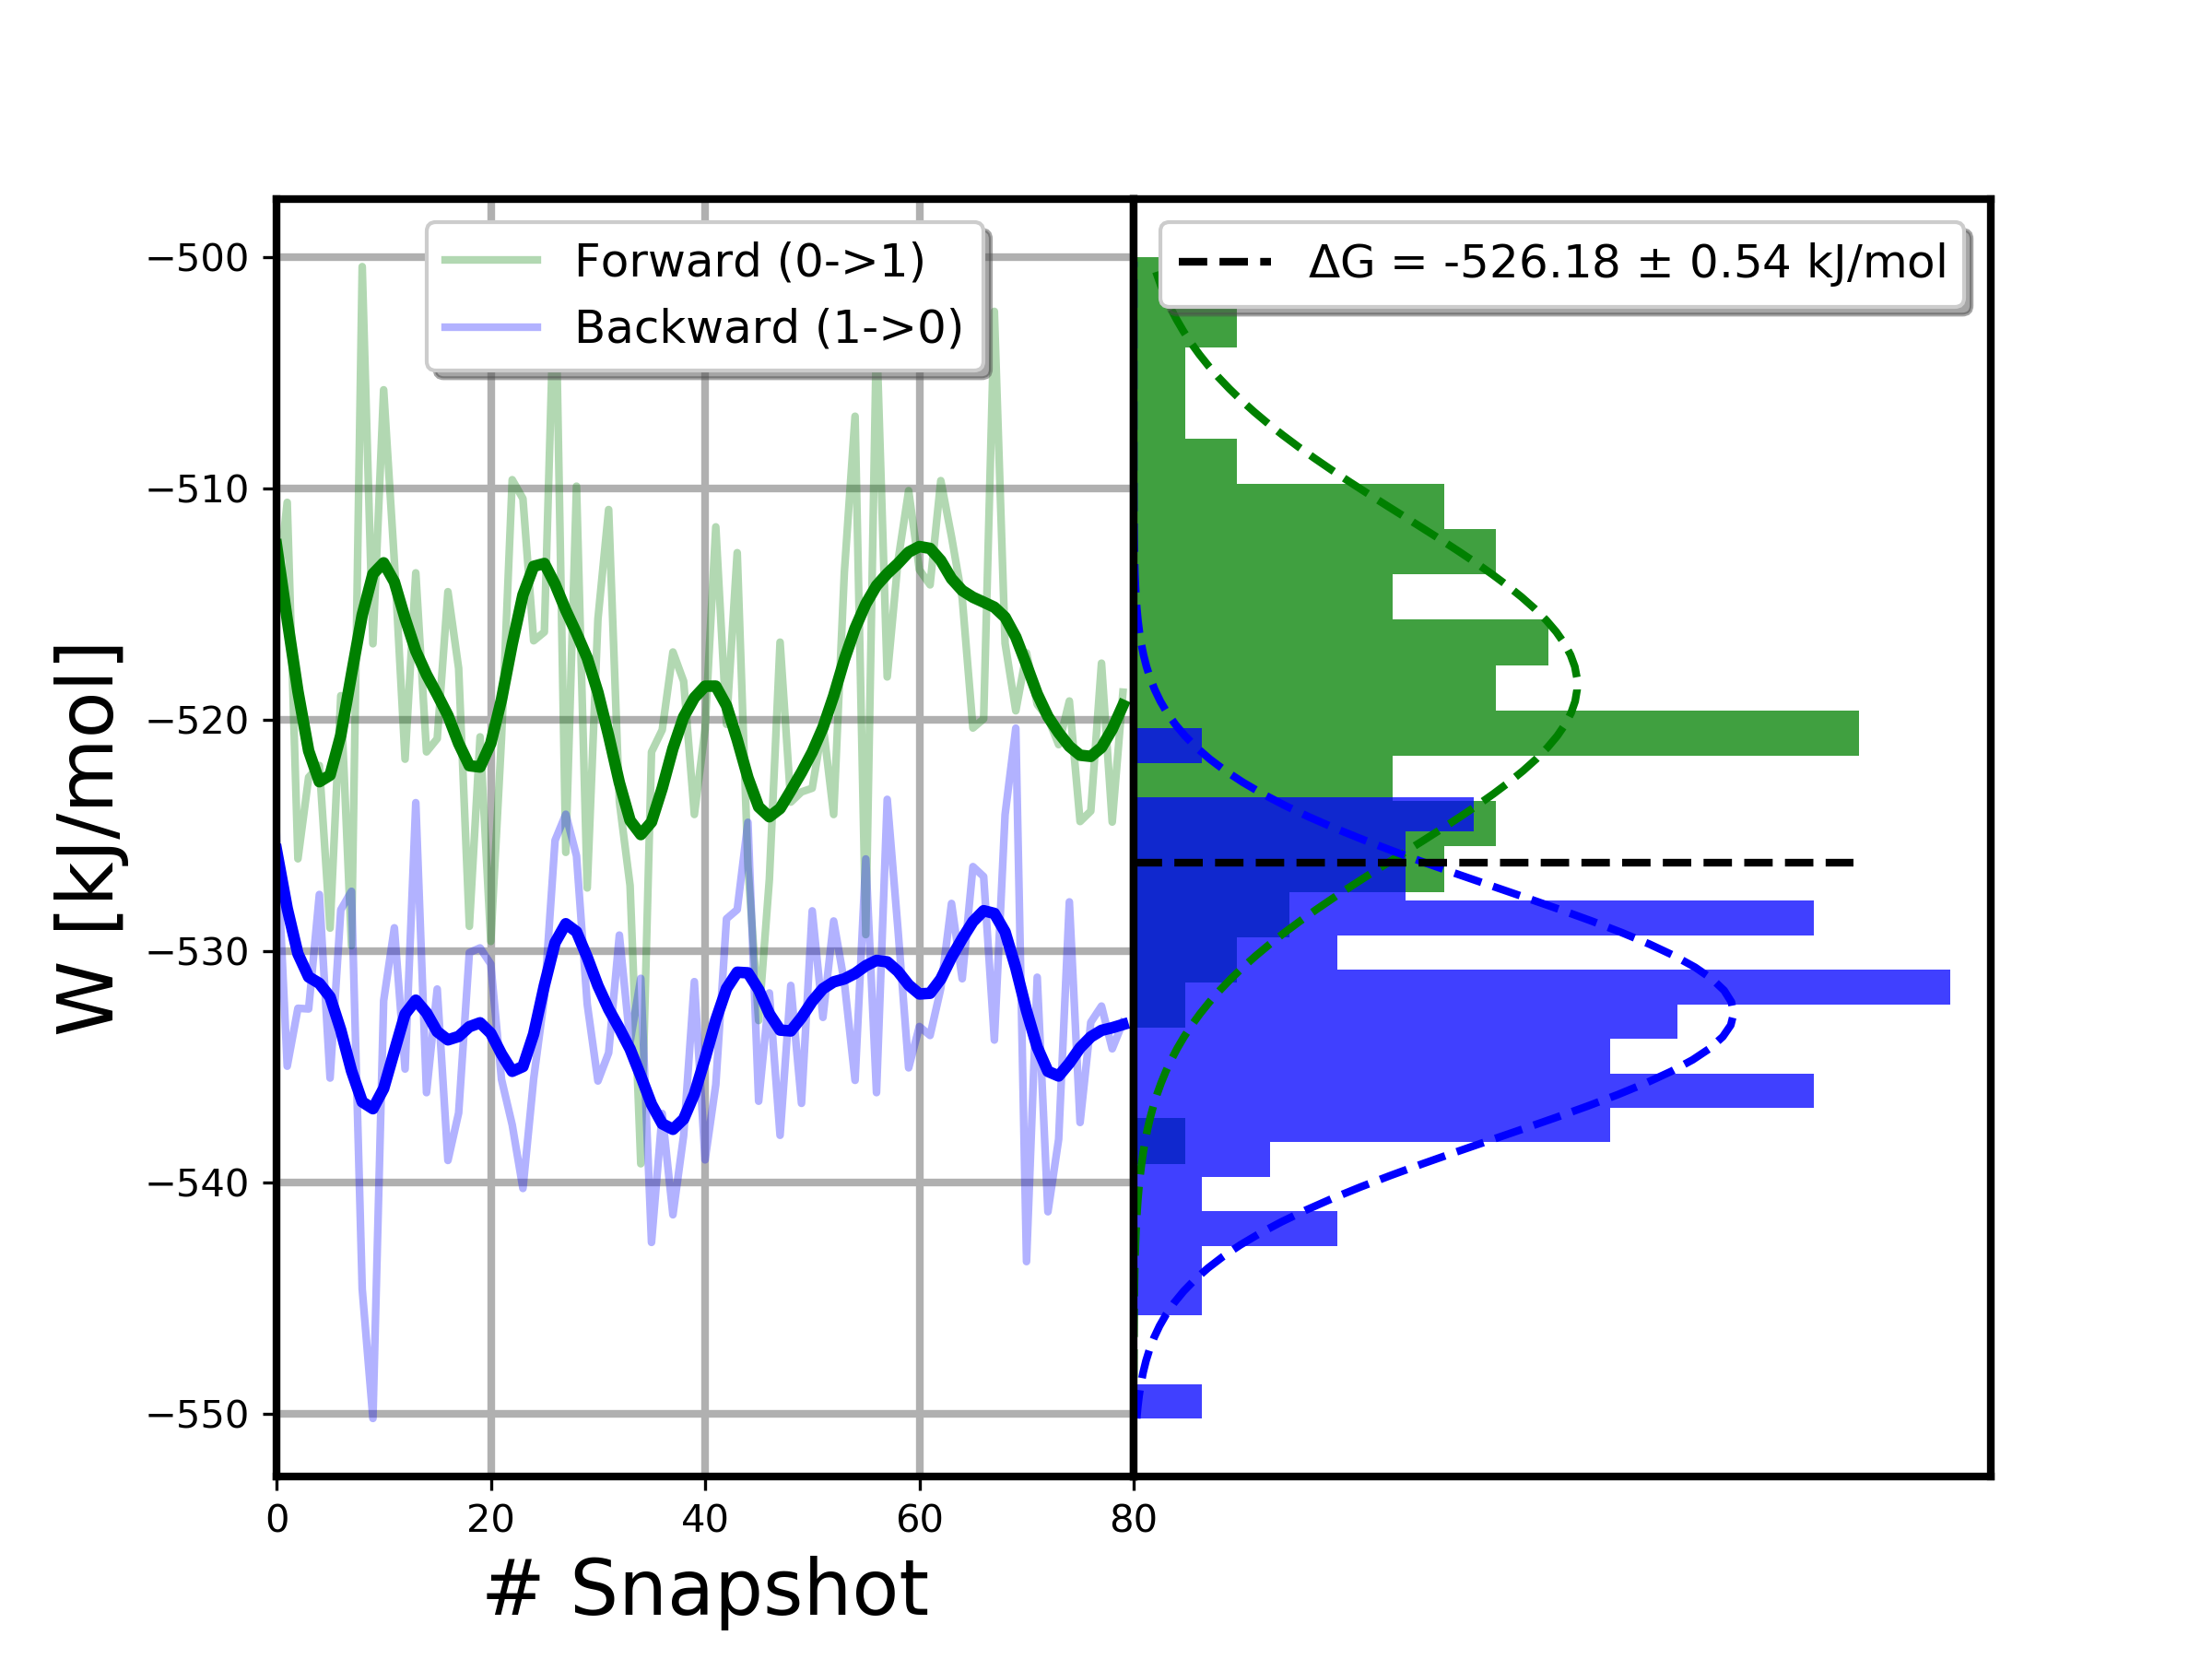 Forward (0->1)
Backward (1->0)
ΔG = -526.18 ± 0.54 kJ/mol
W [kJ/mol]
−500
−510
−520
−530
−540
−550
0 20 40 60 80
# Snapshot